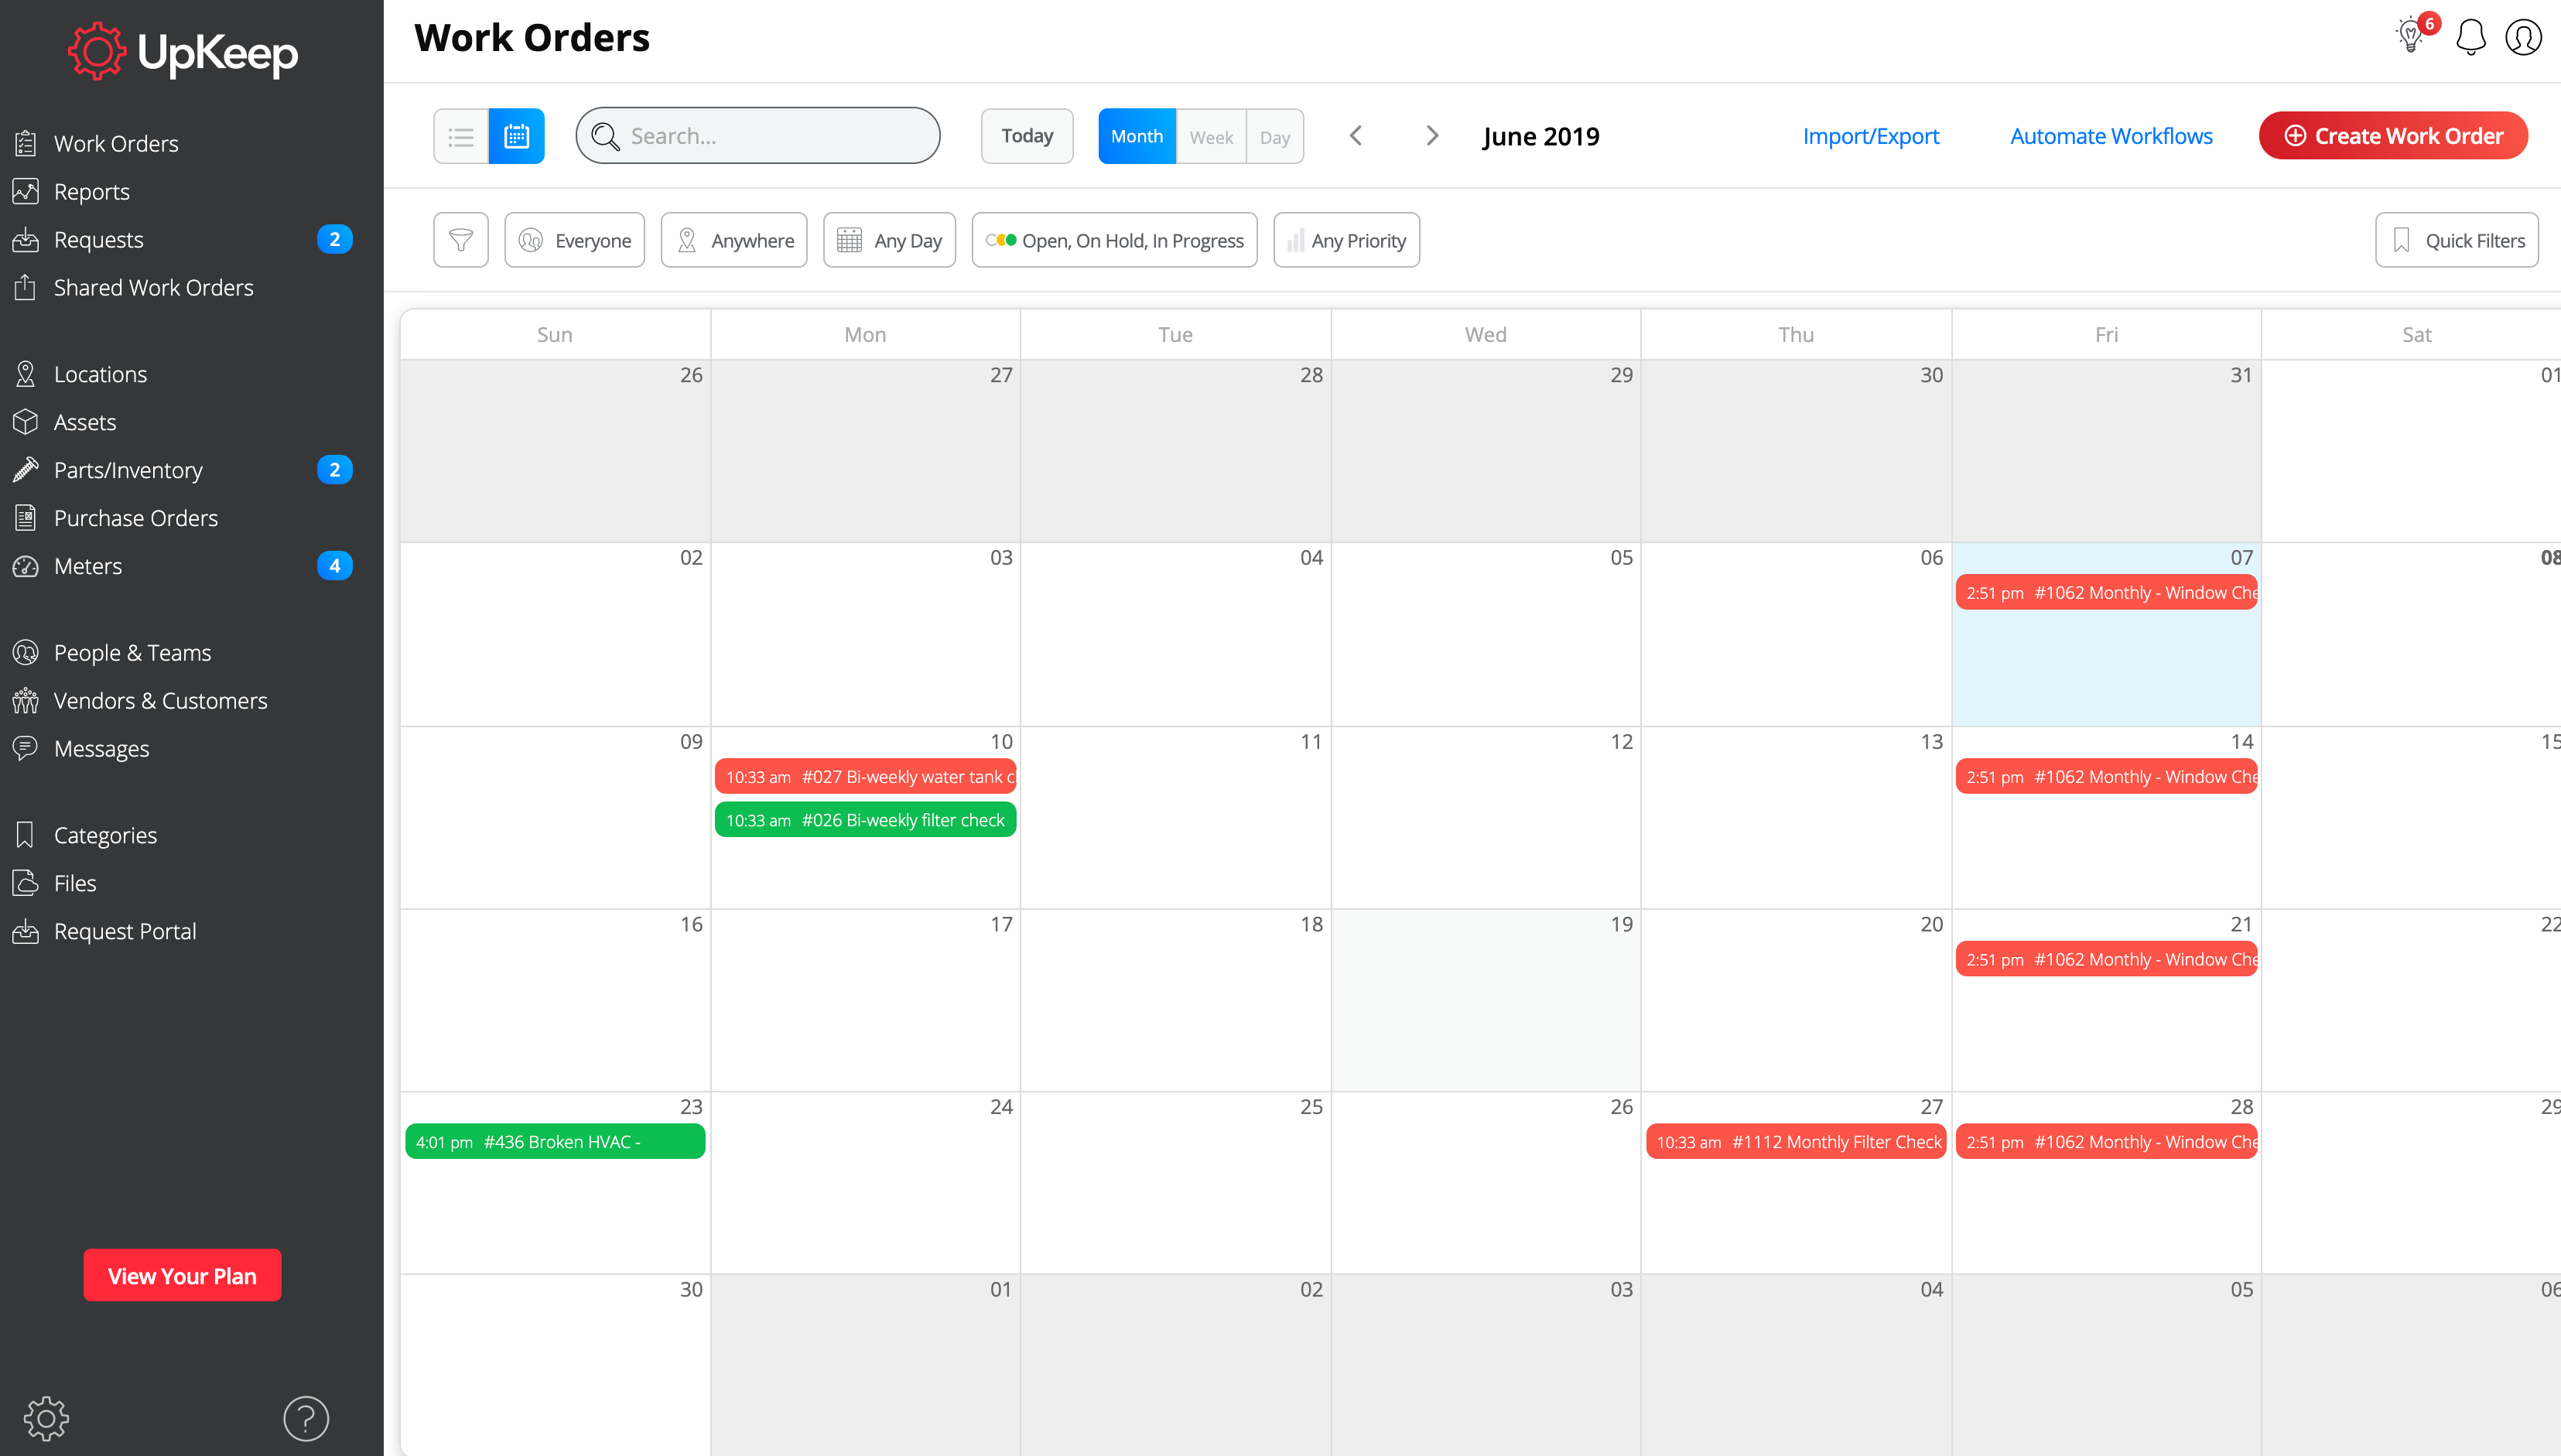 UpKeep
Work Orders
Reports
Requests 2
Shared Work Orders
Locations
Assets
Parts/Inventory 2
Purchase Orders
Meters 4
People & Teams
Vendors & Customers
Messages
Categories
Files
Request Portal
View Your Plan
?
Work Orders
6
Search...
Today
Month Week Day
June 2019
Import/Export
Automate Workflows
Create Work Order
Everyone
Anywhere
Any Day
Open, On Hold, In Progress
Any Priority
Quick Filters
Sun Mon Tue Wed Thu Fri Sat
26 27 28 29 30 31 01
02 03 04 05 06 07 08
2:51 pm #1062 Monthly - Window Che
09 10 11 12 13 14 15
10:33 am #027 Bi-weekly water tank c
2:51 pm #1062 Monthly - Window Che
10:33 am #026 Bi-weekly filter check
16 17 18 19 20 21 22
2:51 pm #1062 Monthly - Window Che
23 24 25 26 27 28 29
4:01 pm #436 Broken HVAC -
10:33 am #1112 Monthly Filter Check
2:51 pm #1062 Monthly - Window Che
30 01 02 03 04 05 06